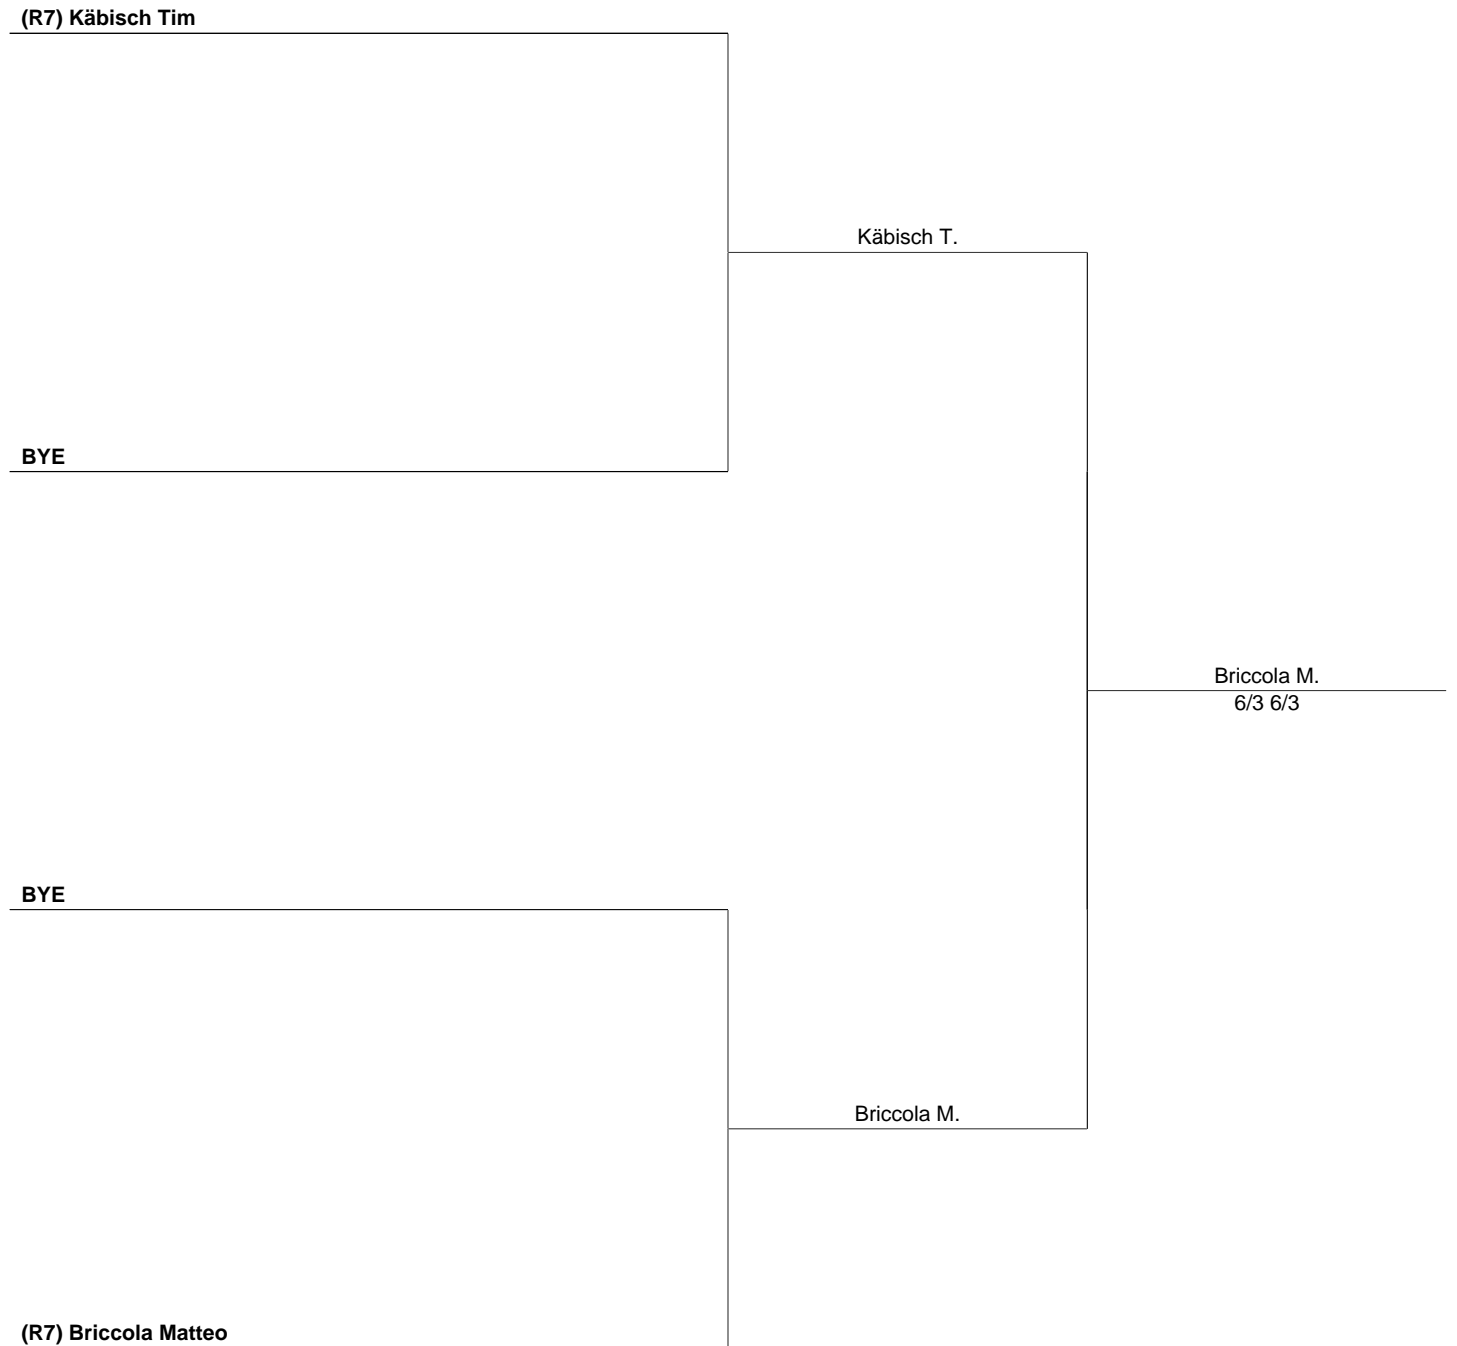 (R7) Käbisch Tim
Käbisch T.
BYE
Briccola M.
6/3 6/3
BYE
Briccola M.
(R7) Briccola Matteo